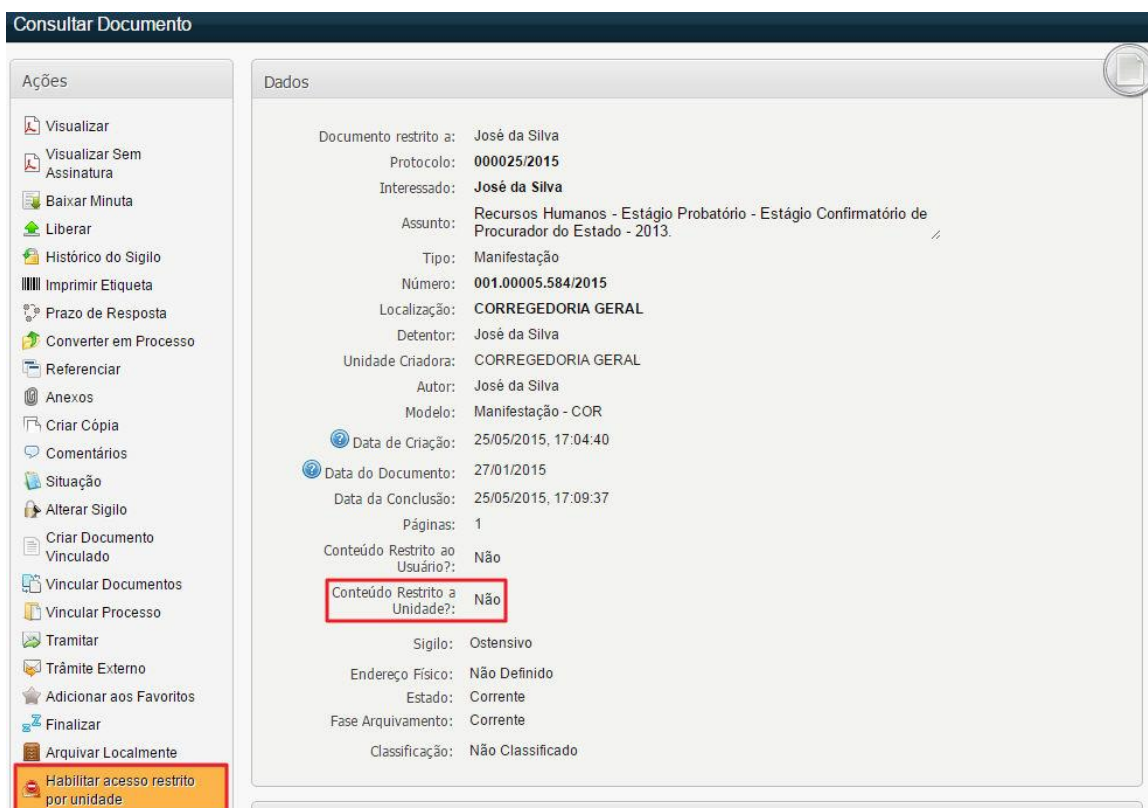 Consultar Documento
Ações
Visualizar
Visualizar Sem
Assinatura
Baixar Minuta
Liberar
Histórico do Sigilo
Imprimir Etiqueta
Prazo de Resposta
Converter em Processo
Referenciar
Anexos
Criar Cópia
Comentários
Situação
Alterar Sigilo
Criar Documento
Vinculado
Vincular Documentos
Vincular Processo
Tramitar
Trâmite Externo
Adicionar aos Favoritos
Finalizar
Arquivar Localmente
Habilitar acesso restrito
por unidade
Dados
Documento restrito a: José da Silva
Protocolo: 000025/2015
Interessado: José da Silva
Assunto: Recursos Humanos - Estágio Probatório - Estágio Confirmatório de
Procurador do Estado - 2013.
Tipo: Manifestação
Número: 001.00005.584/2015
Localização: CORREGEDORIA GERAL
Detentor: José da Silva
Unidade Criadora: CORREGEDORIA GERAL
Autor: José da Silva
Modelo: Manifestação - COR
Data de Criação: 25/05/2015, 17:04:40
Data do Documento: 27/01/2015
Data da Conclusão: 25/05/2015, 17:09:37
Páginas: 1
Conteúdo Restrito ao
Usuário?: Não
Conteúdo Restrito a
Unidade?: Não
Sigilo: Ostensivo
Endereço Físico: Não Definido
Estado: Corrente
Fase Arquivamento: Corrente
Classificação: Não Classificado